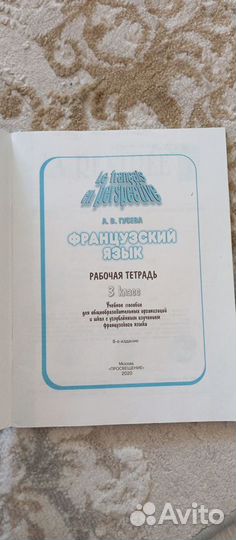 Le français
en perspective
А. В. ГУСЕВА
ФРАНЦУЗСКИЙ
ЯЗЫК
РАБОЧАЯ ТЕТРАДЬ
3 класс
Учебное пособие
для общеобразовательных организаций
и школ с углублённым изучением
французского языка
8-е издание
Москва
«ПРОСВЕЩЕНИЕ»
2020
Avito